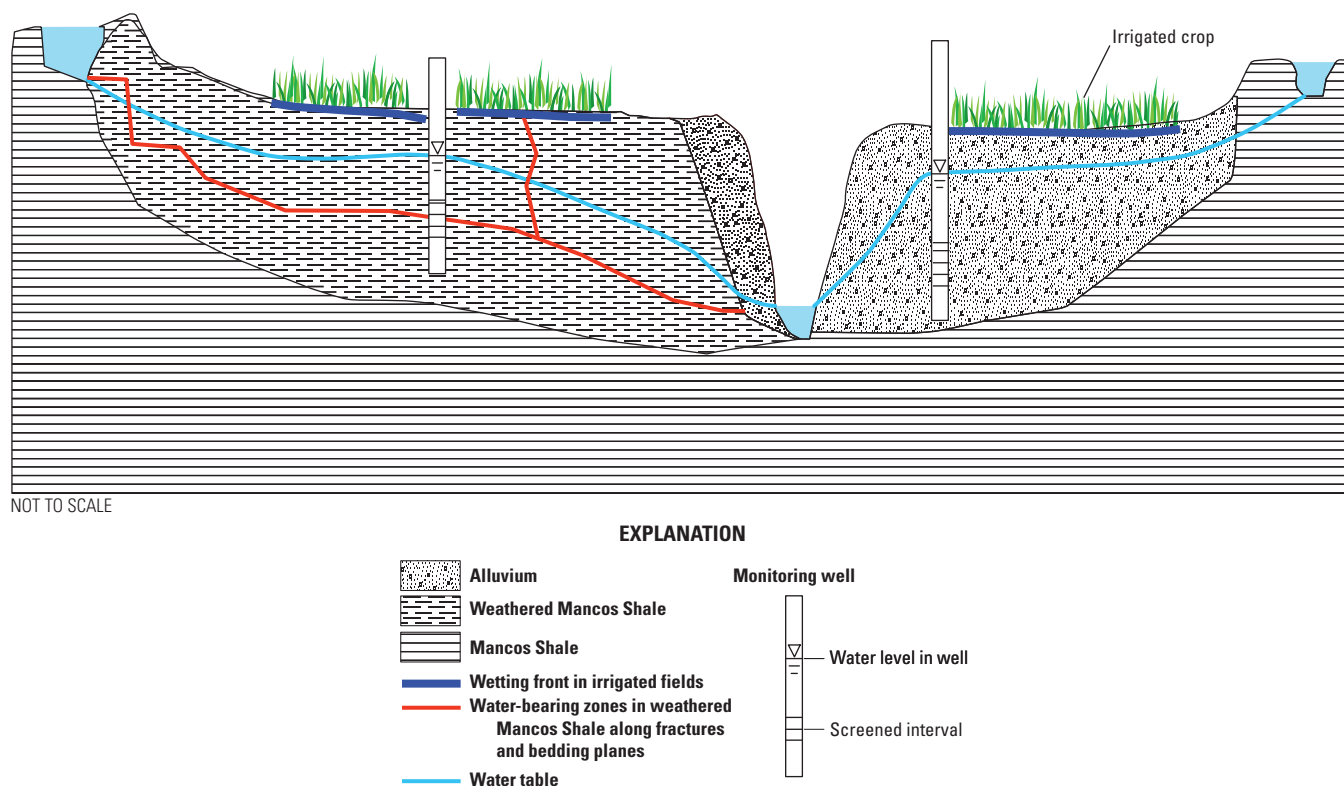 Irrigated crop
NOT TO SCALE
EXPLANATION
Alluvium
Weathered Mancos Shale
Mancos Shale
Wetting front in irrigated fields
Water-bearing zones in weathered
Mancos Shale along fractures
and bedding planes
Water table
Monitoring well
Water level in well
Screened interval